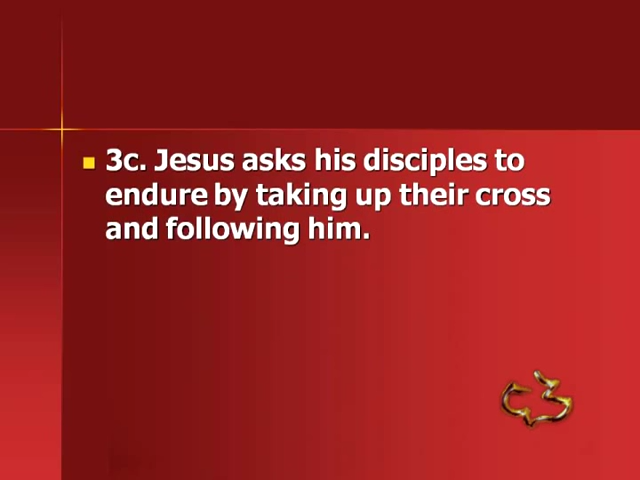 3c. Jesus asks his disciples to
endure by taking up their cross
and following him.